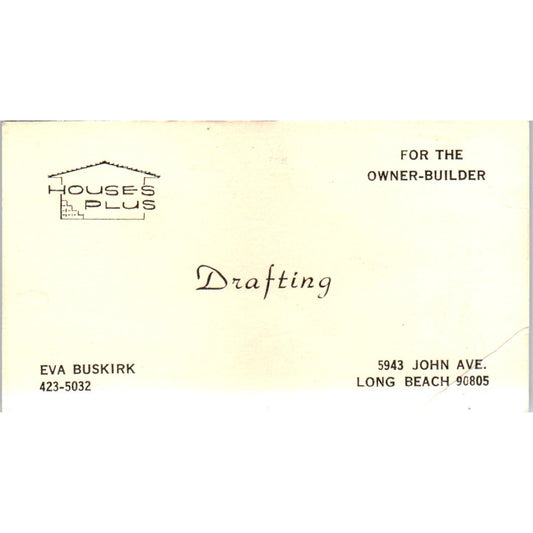 HOUSES
PLUS
FOR THE
OWNER-BUILDER
Drafting
EVA BUSKIRK
423-5032
5943 JOHN AVE.
LONG BEACH 90805